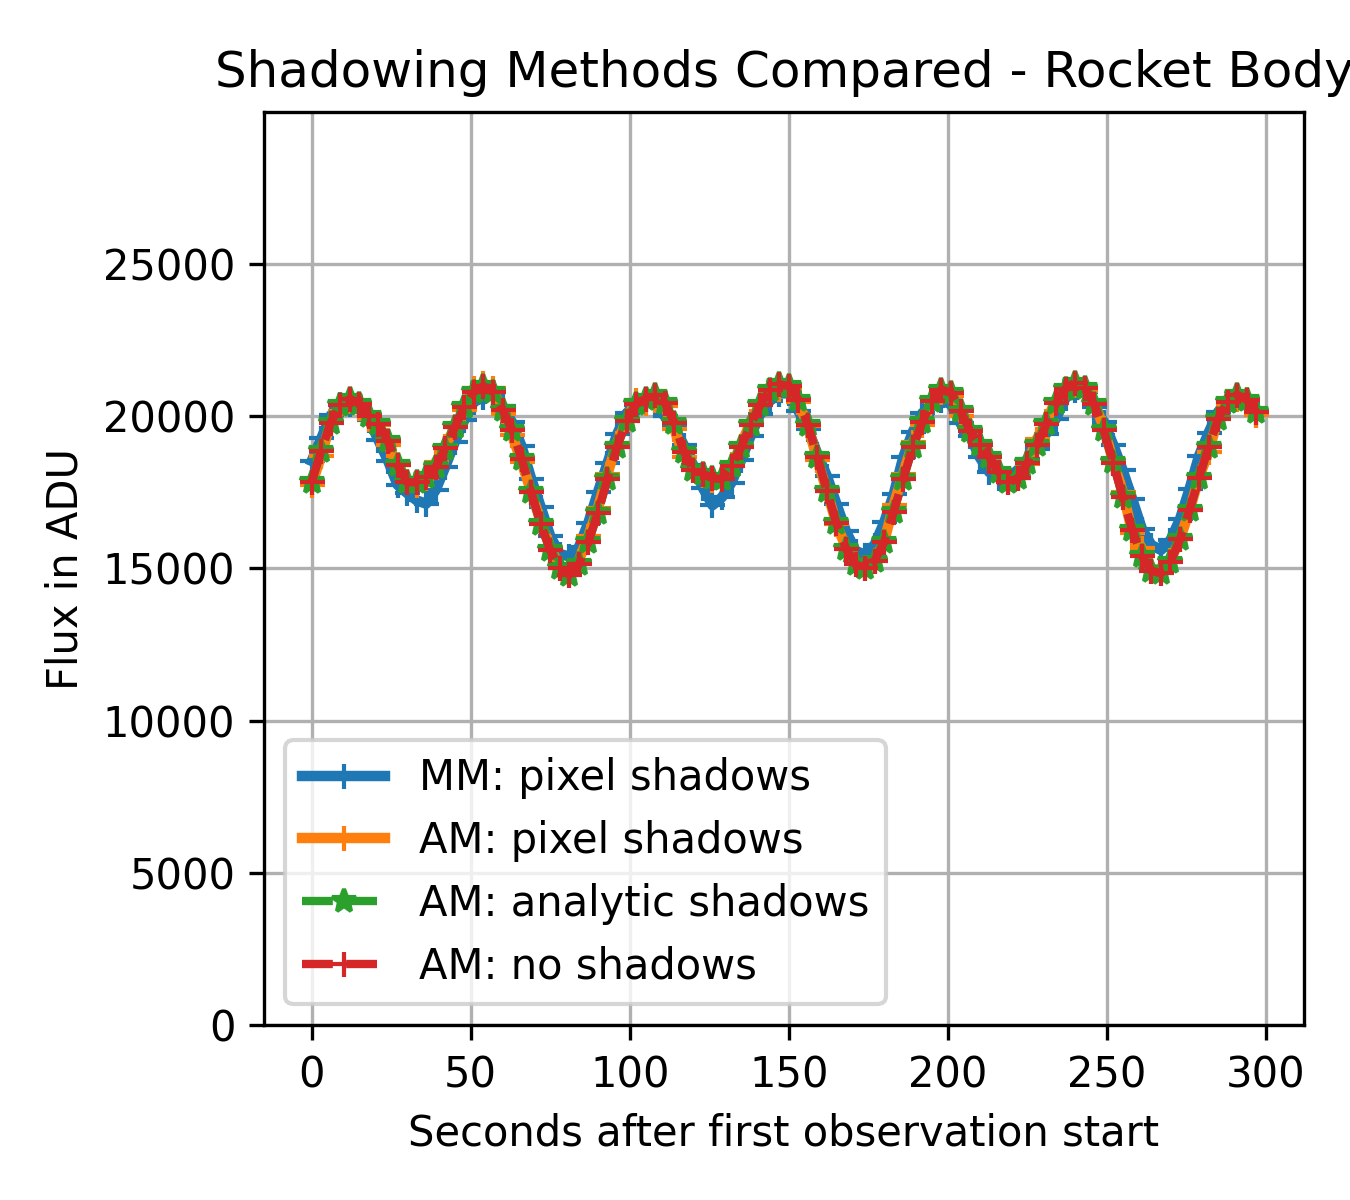 Shadowing Methods Compared - Rocket Body
Flux in ADU
25000
20000
15000
10000
5000
0
MM: pixel shadows
AM: pixel shadows
AM: analytic shadows
AM: no shadows
0 50 100 150 200 250 300
Seconds after first observation start